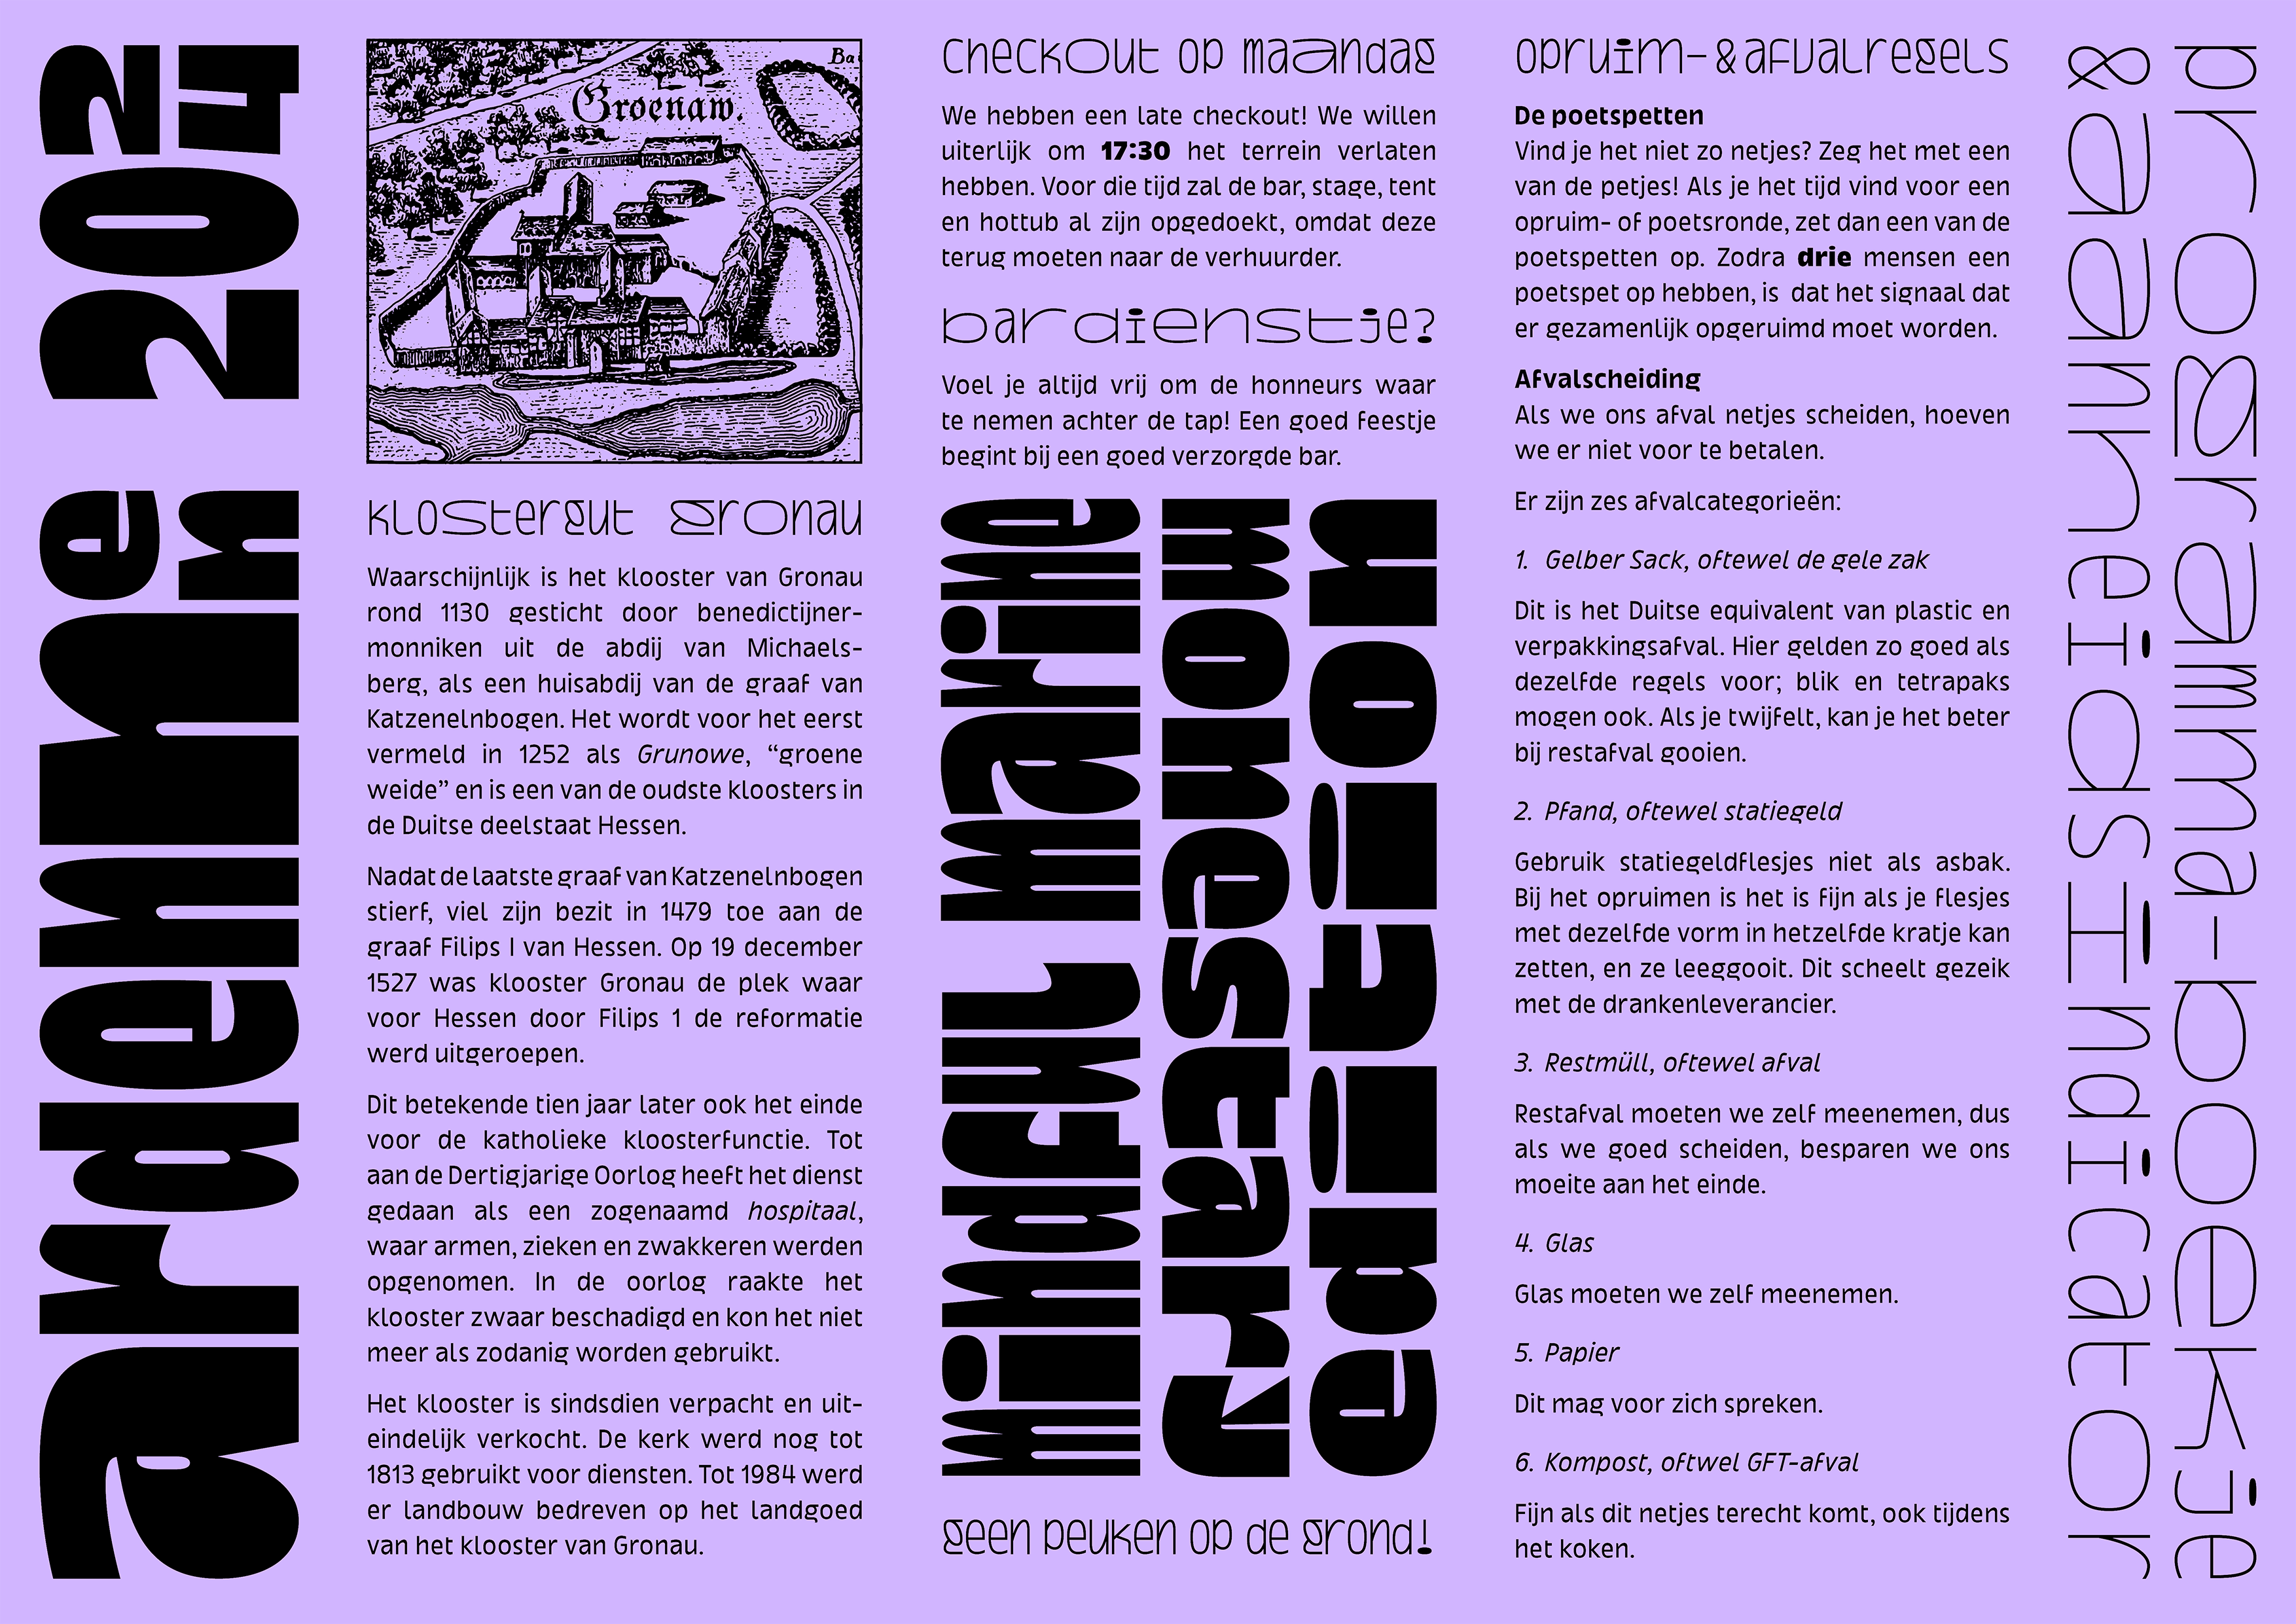 ardennen 2024
Groenaw.
Ba
klostergut gronau
Waarschijnlijk is het klooster van Gronau
rond 1130 gesticht door benedictijner-
monniken uit de abdij van Michaels-
berg, als een huisabdij van de graaf van
Katzenelnbogen. Het wordt voor het eerst
vermeld in 1252 als Grunowe, “groene
weide” en is een van de oudste kloosters in
de Duitse deelstaat Hessen.
Nadat de laatste graaf van Katzenelnbogen
stierf, viel zijn bezit in 1479 toe aan de
graaf Filips I van Hessen. Op 19 december
1527 was klooster Gronau de plek waar
voor Hessen door Filips 1 de reformatie
werd uitgeroepen.
Dit betekende tien jaar later ook het einde
voor de katholieke kloosterfunctie. Tot
aan de Dertigjarige Oorlog heeft het dienst
gedaan als een zogenaamd hospitaal,
waar armen, zieken en zwakkeren werden
opgenomen. In de oorlog raakte het
klooster zwaar beschadigd en kon het niet
meer als zodanig worden gebruikt.
Het klooster is sindsdien verpacht en uit-
eindelijk verkocht. De kerk werd nog tot
1813 gebruikt voor diensten. Tot 1984 werd
er landbouw bedreven op het landgoed
van het klooster van Gronau.
checkout op maandag
We hebben een late checkout! We willen
uiterlijk om 17:30 het terrein verlaten
hebben. Voor die tijd zal de bar, stage, tent
en hottub al zijn opgedoekt, omdat deze
terug moeten naar de verhuurder.
bardienstje?
Voel je altijd vrij om de honneurs waar
te nemen achter de tap! Een goed feestje
begint bij een goed verzorgde bar.
mindful marine
monestary
edition
geen peuken op de grond!
opruim-&afvalregels
De poetspetten
Vind je het niet zo netjes? Zeg het met een
van de petjes! Als je het tijd vind voor een
opruim- of poetsronde, zet dan een van de
poetspetten op. Zodra drie mensen een
poetspet op hebben, is dat het signaal dat
er gezamenlijk opgeruimd moet worden.
Afvalscheiding
Als we ons afval netjes scheiden, hoeven
we er niet voor te betalen.
Er zijn zes afvalcategorieën:
1. Gelber Sack, oftewel de gele zak
Dit is het Duitse equivalent van plastic en
verpakkingsafval. Hier gelden zo goed als
dezelfde regels voor; blik en tetrapaks
mogen ook. Als je twijfelt, kan je het beter
bij restafval gooien.
2. Pfand, oftewel statiegeld
Gebruik statiegeldflesjes niet als asbak.
Bij het opruimen is het is fijn als je flesjes
met dezelfde vorm in hetzelfde kratje kan
zetten, en ze leeggooit. Dit scheelt gezeik
met de drankenleverancier.
3. Restmüll, oftewel afval
Restafval moeten we zelf meenemen, dus
als we goed scheiden, besparen we ons
moeite aan het einde.
4. Glas
Glas moeten we zelf meenemen.
5. Papier
Dit mag voor zich spreken.
6. Kompost, oftwel GFT-afval
Fijn als dit netjes terecht komt, ook tijdens
het koken.
programma-boekje
&aanheidsindicator